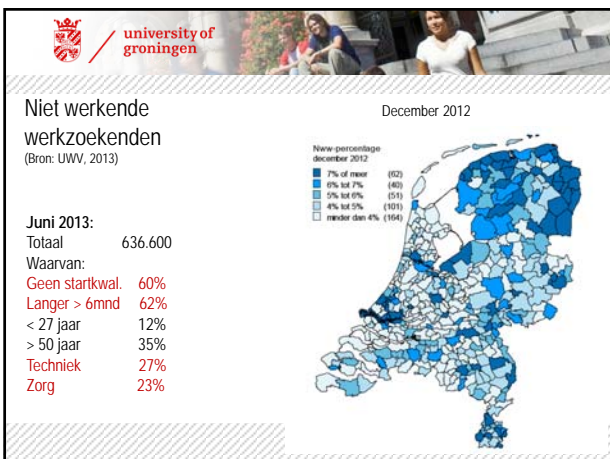 university of
groningen
Niet werkende
werkzoekenden
(Bron: UWV, 2013)
Juni 2013:
Totaal 636.600
Waarvan:
Geen startkwal. 60%
Langer > 6mnd 62%
< 27 jaar 12%
> 50 jaar 35%
Techniek 27%
Zorg 23%
December 2012
Nww-percentage
december 2012
7% of meer (62)
6% tot 7% (40)
5% tot 6% (51)
4% tot 5% (101)
minder dan 4% (164)